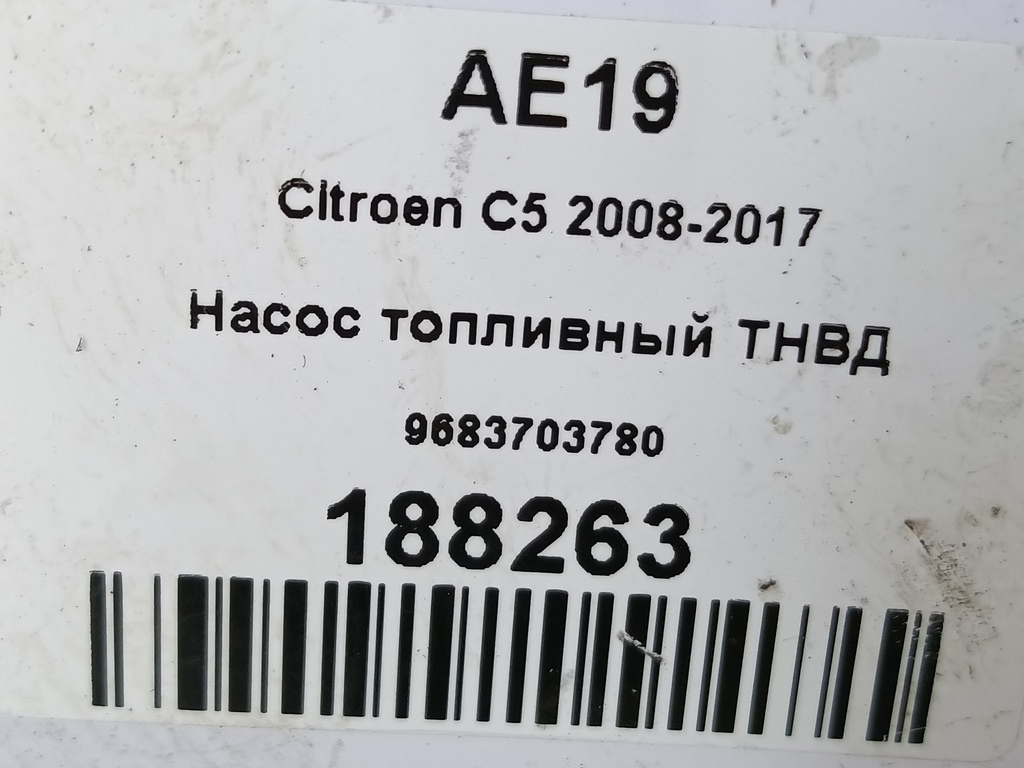 AE19
Citroen C5 2008-2017
Насос топливный ТНВД
9683703780
188263